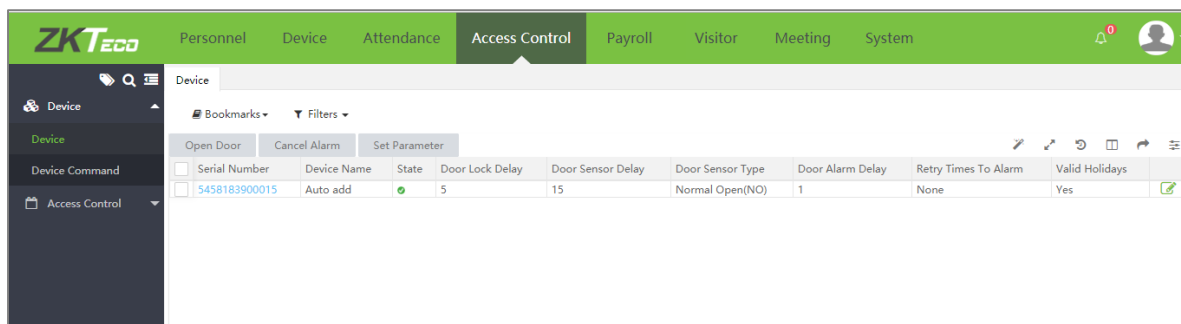 ZKTeco Personnel Device Attendance Access Control Payroll Visitor Meeting System 0
Device
Device
Bookmarks Filters
Device
Open Door Cancel Alarm Set Parameter
Device Command
Serial Number Device Name State Door Lock Delay Door Sensor Delay Door Sensor Type Door Alarm Delay Retry Times To Alarm Valid Holidays
5458183900015 Auto add 5 15 Normal Open(NO) 1 None Yes
Access Control